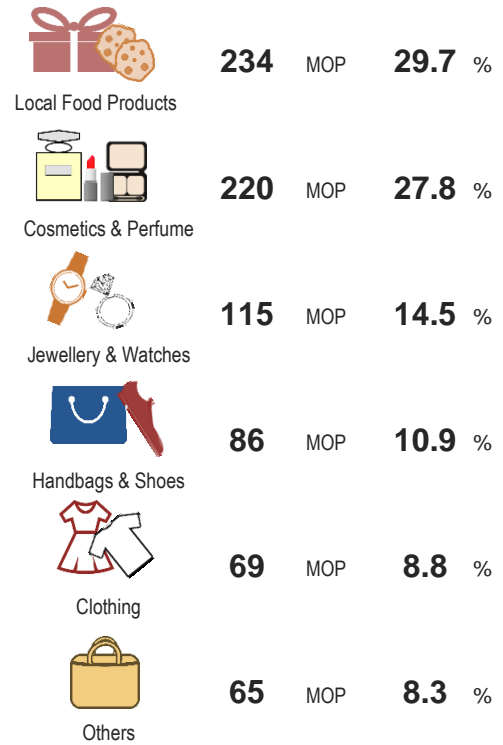 234 MOP 29.7 %
Local Food Products
220 MOP 27.8 %
Cosmetics & Perfume
115 MOP 14.5 %
Jewellery & Watches
86 MOP 10.9 %
Handbags & Shoes
69 MOP 8.8 %
Clothing
65 MOP 8.3 %
Others